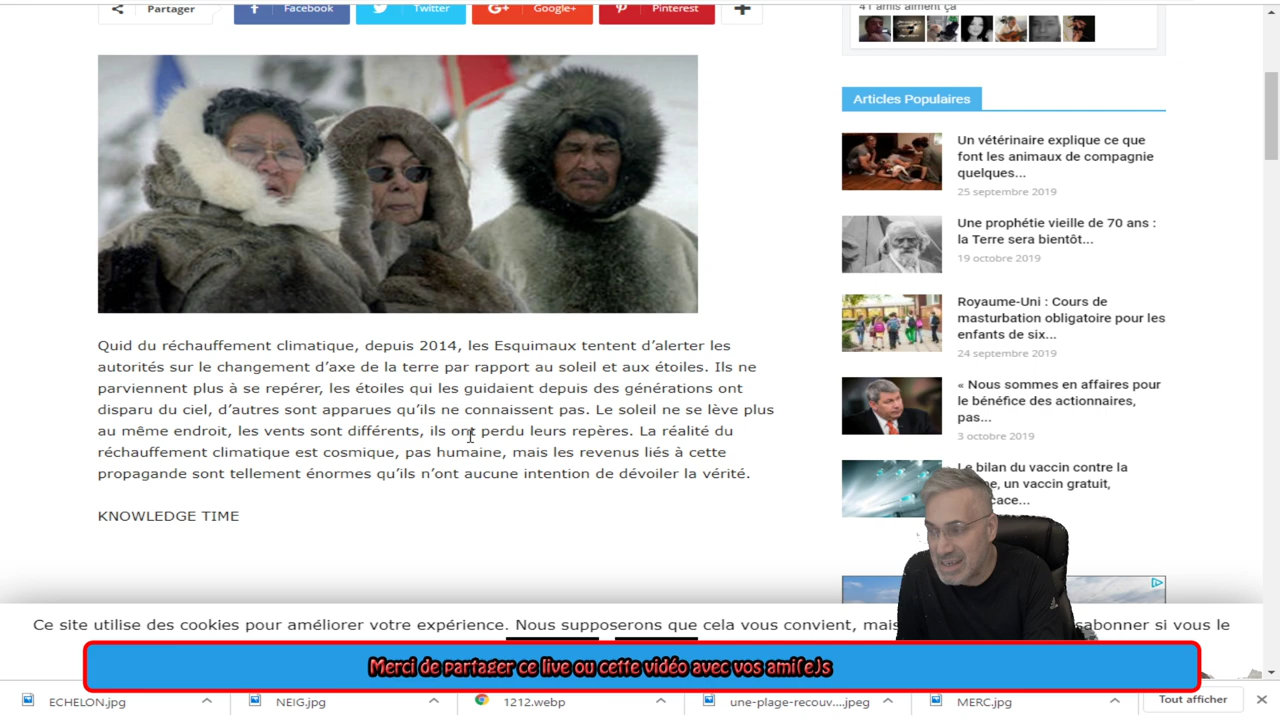 Partager
Facebook
Twitter
Google+
Pinterest
41 amis aiment ça
Quid du réchauffement climatique, depuis 2014, les Esquimaux tentent d'alerter les
autorités sur le changement d'axe de la terre par rapport au soleil et aux étoiles. Ils ne
parviennent plus à se repérer, les étoiles qui les guidaient depuis des générations ont
disparu du ciel, d'autres sont apparues qu'ils ne connaissent pas. Le soleil ne se lève plus
au même endroit, les vents sont différents, ils ont perdu leurs repères. La réalité du
réchauffement climatique est cosmique, pas humaine, mais les revenus liés à cette
propagande sont tellement énormes qu'ils n'ont aucune intention de dévoiler la vérité.
KNOWLEDGE TIME
Articles Populaires
Un vétérinaire explique ce que
font les animaux de compagnie
quelques...
25 septembre 2019
Une prophétie vieille de 70 ans :
la Terre sera bientôt...
19 octobre 2019
Royaume-Uni : Cours de
masturbation obligatoire pour les
enfants de six...
24 septembre 2019
« Nous sommes en affaires pour
le bénéfice des actionnaires,
pas...
3 octobre 2019
Le bilan du vaccin contre la
un vaccin gratuit,
Ce site utilise des cookies pour améliorer votre expérience. Nous supposerons que cela vous convient, mais si vous le
Merci de partager ce live ou cette vidéo avec vos ami(e)s
ECHELON.jpg
NEIG.jpg
1212.webp
une-plage-recouv....jpeg
MERC.jpg
Tout afficher